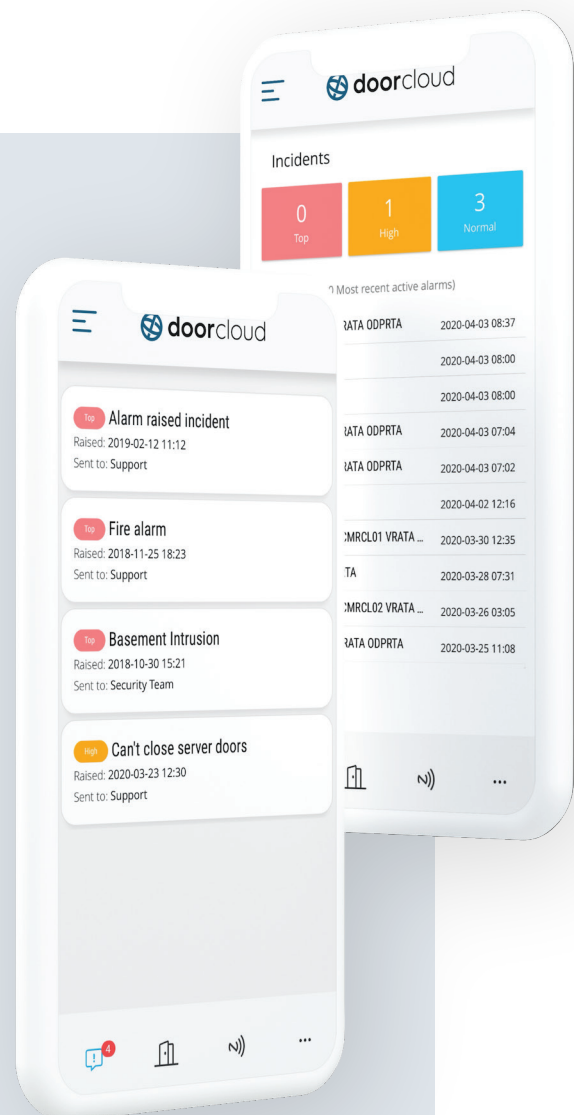 doorcloud
Incidents
0
Top
1
High
3
Normal
Most recent active alarms)
RATA ODPRTA 2020-04-03 08:37
2020-04-03 08:00
2020-04-03 08:00
RATA ODPRTA 2020-04-03 07:04
RATA ODPRTA 2020-04-03 07:02
2020-04-02 12:16
CMRCL01 VRATA ... 2020-03-30 12:35
TA 2020-03-28 07:31
CMRCL02 VRATA ... 2020-03-26 03:05
RATA ODPRTA 2020-03-25 11:08
doorcloud
Top Alarm raised incident
Raised: 2019-02-12 11:12
Sent to: Support
Top Fire alarm
Raised: 2018-11-25 18:23
Sent to: Support
Top Basement Intrusion
Raised: 2018-10-30 15:21
Sent to: Security Team
High Can't close server doors
Raised: 2020-03-23 12:30
Sent to: Support
4